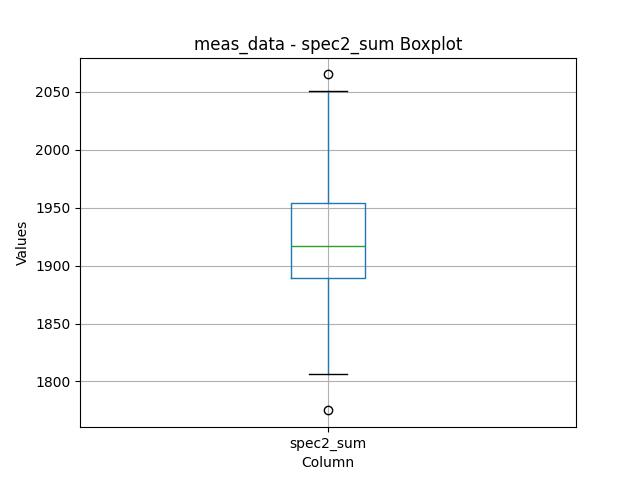 meas_data - spec2_sum Boxplot
2050
2000
1950
1900
1850
1800
Values
spec2_sum
Column